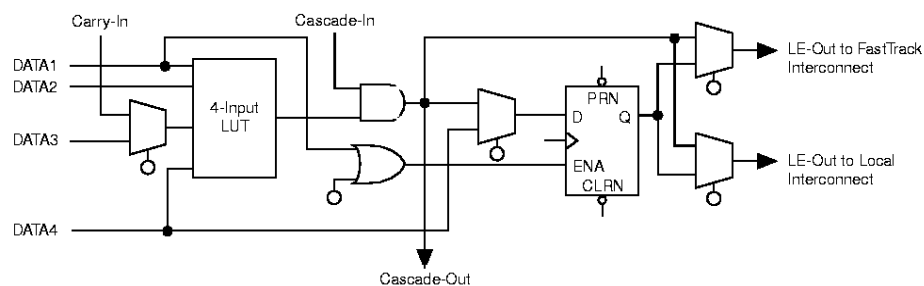 Carry-In
Cascade-In
DATA1
DATA2
4-Input
LUT
DATA3
DATA4
PRN
D
Q
ENA
CLRN
LE-Out to FastTrack
Interconnect
LE-Out to Local
Interconnect
Cascade-Out